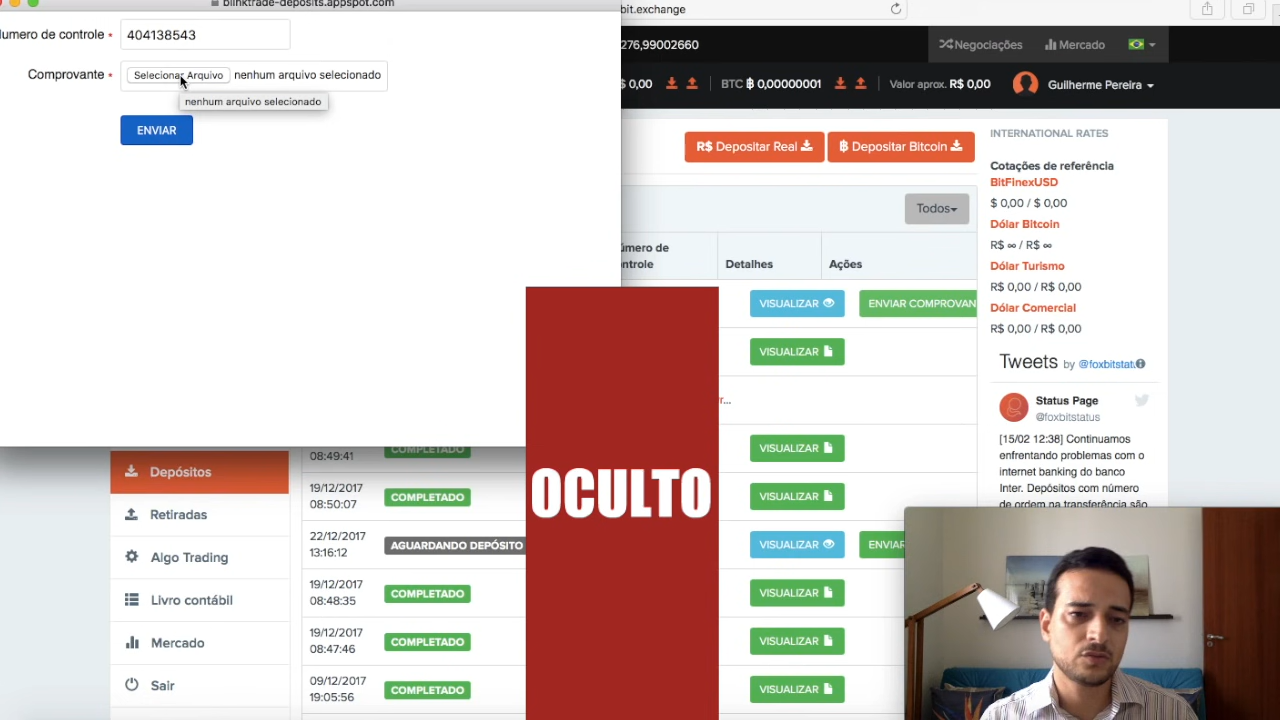 blinktrade-deposits.appspot.com
Numero de controle * 404138543
Comprovante * Selecionar Arquivo nenhum arquivo selecionado
nenhum arquivo selecionado
ENVIAR
bit.exchange
276,99002660
Negociações Mercado
0,00 BTC ฿ 0,00000001 Valor aprox. R$ 0,00 Guilherme Pereira
R$ Depositar Real ฿ Depositar Bitcoin
Todos
úmero de
ntrole
Detalhes Ações
VISUALIZAR ENVIAR COMPROVAN
VISUALIZAR
r...
08:49:41 COMPLETADO VISUALIZAR
19/12/2017
08:50:07
COMPLETADO VISUALIZAR
22/12/2017
13:16:12
AGUARDANDO DEPÓSITO VISUALIZAR ENVIAR
19/12/2017
08:48:35
COMPLETADO VISUALIZAR
19/12/2017
08:47:46
COMPLETADO VISUALIZAR
09/12/2017
19:05:56
COMPLETADO VISUALIZAR
OCULTO
Depósitos
Retiradas
Algo Trading
Livro contábil
Mercado
Sair
INTERNATIONAL RATES
Cotações de referência
BitFinexUSD
$ 0,00 / $ 0,00
Dólar Bitcoin
R$ ∞ / R$ ∞
Dólar Turismo
R$ 0,00 / R$ 0,00
Dólar Comercial
R$ 0,00 / R$ 0,00
Tweets by @foxbitstatu
Status Page
@foxbitstatus
[15/02 12:38] Continuamos
enfrentando problemas com o
internet banking do banco
Inter. Depósitos com número
de ordem na transferência são